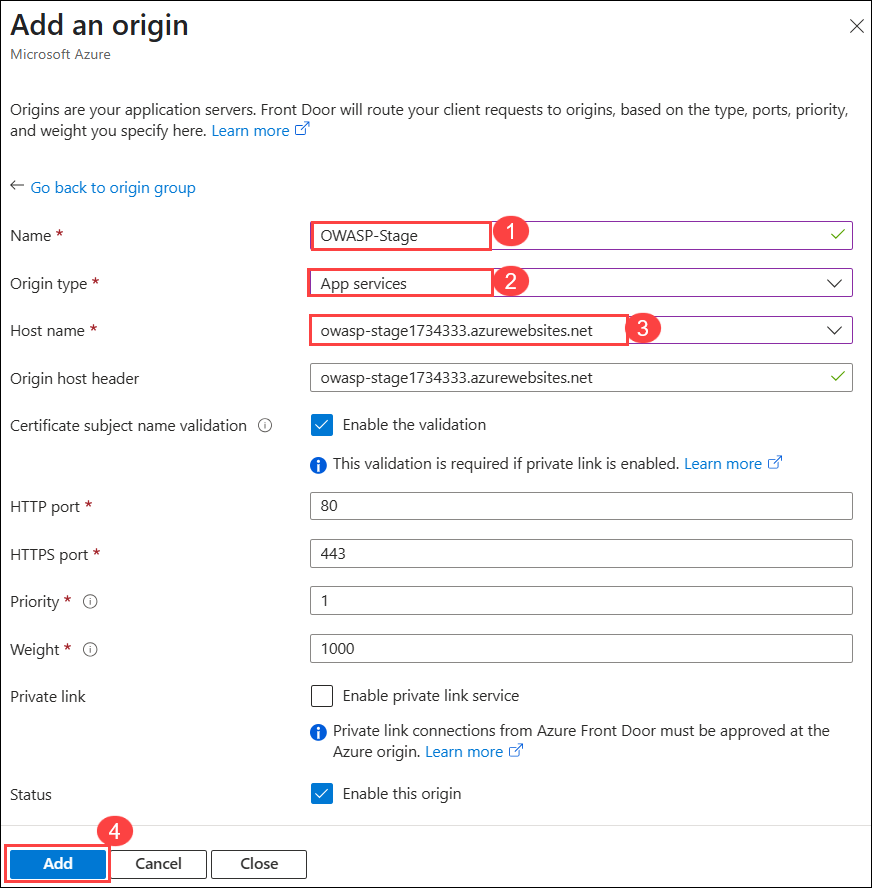 Add an origin
Microsoft Azure
Origins are your application servers. Front Door will route your client requests to origins, based on the type, ports, priority,
and weight you specify here. Learn more
Go back to origin group
Name * OWASP-Stage 1
Origin type * App services 2
Host name * owasp-stage1734333.azurewebsites.net 3
Origin host header owasp-stage1734333.azurewebsites.net
Certificate subject name validation Enable the validation
This validation is required if private link is enabled. Learn more
HTTP port * 80
HTTPS port * 443
Priority * 1
Weight * 1000
Private link Enable private link service
Private link connections from Azure Front Door must be approved at the
Azure origin. Learn more
Status Enable this origin
4
Add Cancel Close